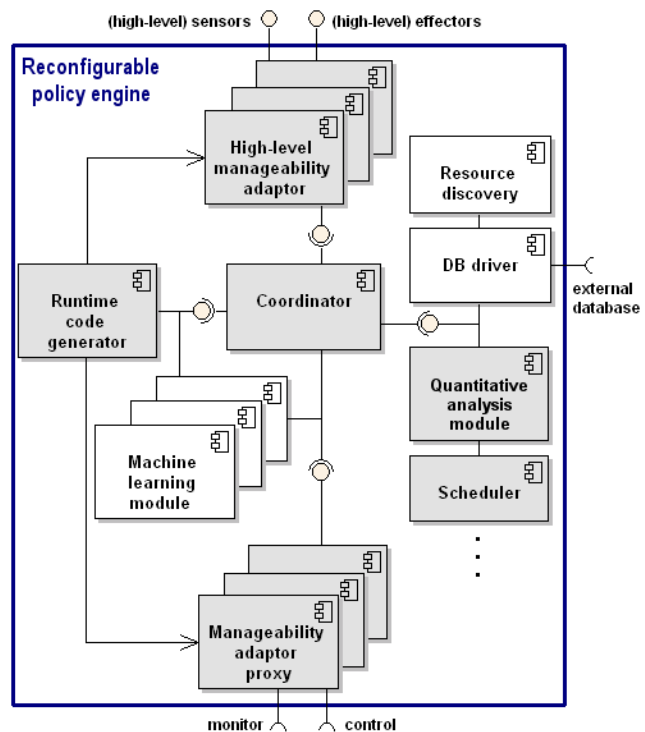 (high-level) sensors
(high-level) effectors
Reconfigurable
policy engine
High-level
manageability
adaptor
Resource
discovery
DB driver
external
database
Runtime
code
generator
Coordinator
Quantitative
analysis
module
Machine
learning
module
Scheduler
Manageability
adaptor
proxy
monitor
control